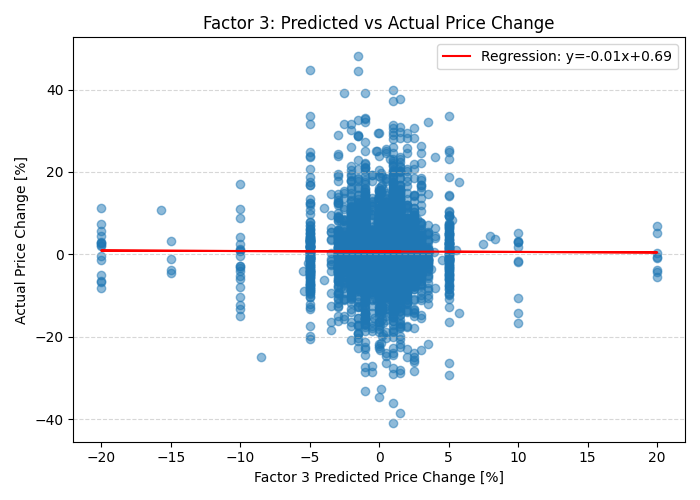 Factor 3: Predicted vs Actual Price Change
Regression: y=-0.01x+0.69
Actual Price Change [%]
40
20
0
−20
−40
−20 −15 −10 −5 0 5 10 15 20
Factor 3 Predicted Price Change [%]